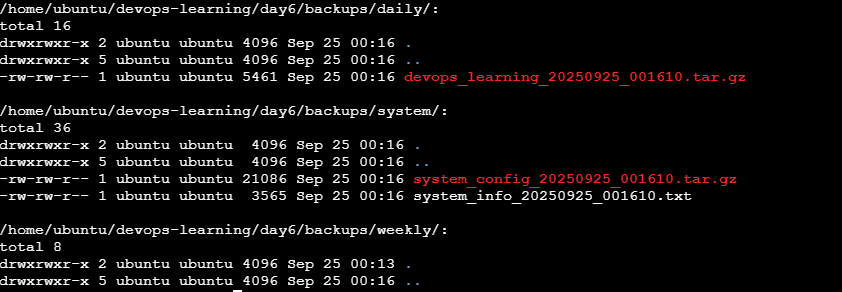 /home/ubuntu/devops-learning/day6/backups/daily/:
total 16
drwxrwxr-x 2 ubuntu ubuntu 4096 Sep 25 00:16 .
drwxrwxr-x 5 ubuntu ubuntu 4096 Sep 25 00:16 ..
-rw-rw-r-- 1 ubuntu ubuntu 5461 Sep 25 00:16 devops_learning_20250925_001610.tar.gz

/home/ubuntu/devops-learning/day6/backups/system/:
total 36
drwxrwxr-x 2 ubuntu ubuntu  4096 Sep 25 00:16 .
drwxrwxr-x 5 ubuntu ubuntu  4096 Sep 25 00:16 ..
-rw-rw-r-- 1 ubuntu ubuntu 21086 Sep 25 00:16 system_config_20250925_001610.tar.gz
-rw-rw-r-- 1 ubuntu ubuntu  3565 Sep 25 00:16 system_info_20250925_001610.txt

/home/ubuntu/devops-learning/day6/backups/weekly/:
total 8
drwxrwxr-x 2 ubuntu ubuntu 4096 Sep 25 00:13 .
drwxrwxr-x 5 ubuntu ubuntu 4096 Sep 25 00:16 ..